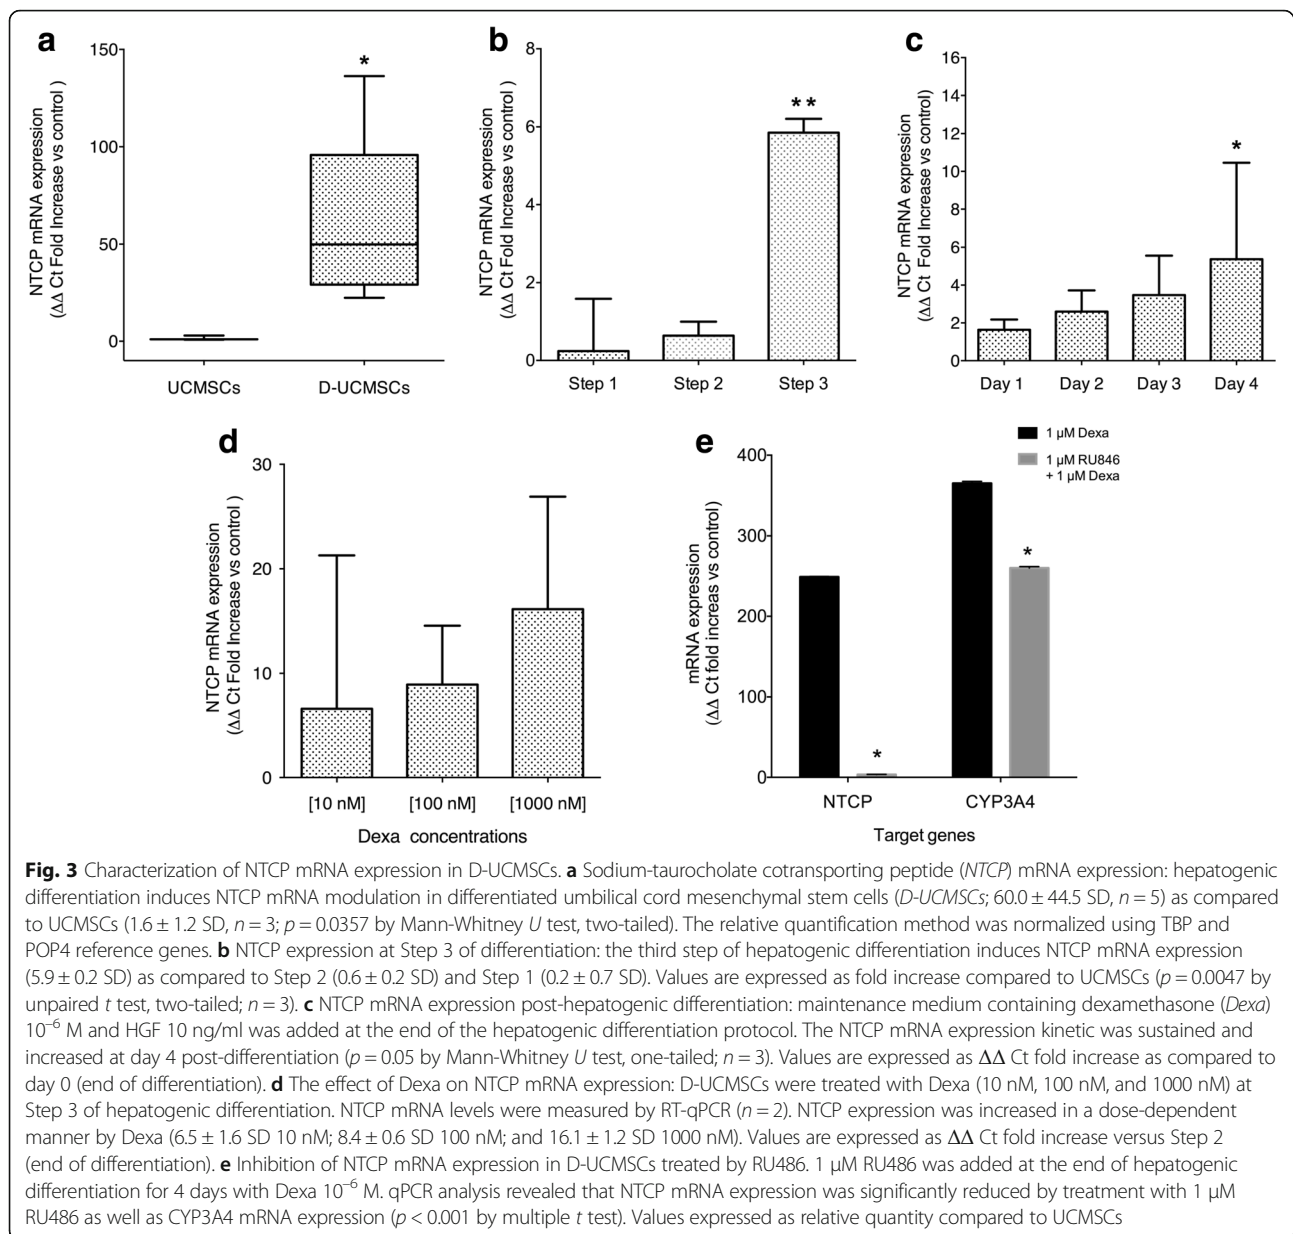 a
NTCP mRNA expression
(ΔΔ Ct Fold Increase vs control )
150
100
50
0
*
UCMSCs
D-UCMSCs
b
NTCP mRNA expression
(ΔΔ Ct Fold Increase vs control )
8
6
4
2
0
**
Step 1
Step 2
Step 3
c
NTCP mRNA expression
(ΔΔ Ct Fold Increase vs control)
16
14
12
10
8
6
4
2
0
*
Day 1
Day 2
Day 3
Day 4
d
NTCP mRNA expression
(ΔΔ Ct Fold Increase vs control )
30
20
10
0
[10 nM]
[100 nM]
[1000 nM]
Dexa concentrations
e
1 µM Dexa
1 µM RU846
+ 1 µM Dexa
mRNA expression
(ΔΔ Ct fold increas vs control)
400
300
200
100
0
*
*
NTCP
CYP3A4
Target genes
Fig. 3 Characterization of NTCP mRNA expression in D-UCMSCs. a Sodium-taurocholate cotransporting peptide (NTCP) mRNA expression: hepatogenic
differentiation induces NTCP mRNA modulation in differentiated umbilical cord mesenchymal stem cells (D-UCMSCs; 60.0 ± 44.5 SD, n = 5) as compared
to UCMSCs (1.6 ± 1.2 SD, n = 3; p = 0.0357 by Mann-Whitney U test, two-tailed). The relative quantification method was normalized using TBP and
POP4 reference genes. b NTCP expression at Step 3 of differentiation: the third step of hepatogenic differentiation induces NTCP mRNA expression
(5.9 ± 0.2 SD) as compared to Step 2 (0.6 ± 0.2 SD) and Step 1 (0.2 ± 0.7 SD). Values are expressed as fold increase compared to UCMSCs (p = 0.0047 by
unpaired t test, two-tailed; n = 3). c NTCP mRNA expression post-hepatogenic differentiation: maintenance medium containing dexamethasone (Dexa)
10⁻⁶ M and HGF 10 ng/ml was added at the end of the hepatogenic differentiation protocol. The NTCP mRNA expression kinetic was sustained and
increased at day 4 post-differentiation (p = 0.05 by Mann-Whitney U test, one-tailed; n = 3). Values are expressed as ΔΔ Ct fold increase as compared to
day 0 (end of differentiation). d The effect of Dexa on NTCP mRNA expression: D-UCMSCs were treated with Dexa (10 nM, 100 nM, and 1000 nM) at
Step 3 of hepatogenic differentiation. NTCP mRNA levels were measured by RT-qPCR (n = 2). NTCP expression was increased in a dose-dependent
manner by Dexa (6.5 ± 1.6 SD 10 nM; 8.4 ± 0.6 SD 100 nM; and 16.1 ± 1.2 SD 1000 nM). Values are expressed as ΔΔ Ct fold increase versus Step 2
(end of differentiation). e Inhibition of NTCP mRNA expression in D-UCMSCs treated by RU486. 1 µM RU486 was added at the end of hepatogenic
differentiation for 4 days with Dexa 10⁻⁶ M. qPCR analysis revealed that NTCP mRNA expression was significantly reduced by treatment with 1 µM
RU486 as well as CYP3A4 mRNA expression (p < 0.001 by multiple t test). Values expressed as relative quantity compared to UCMSCs